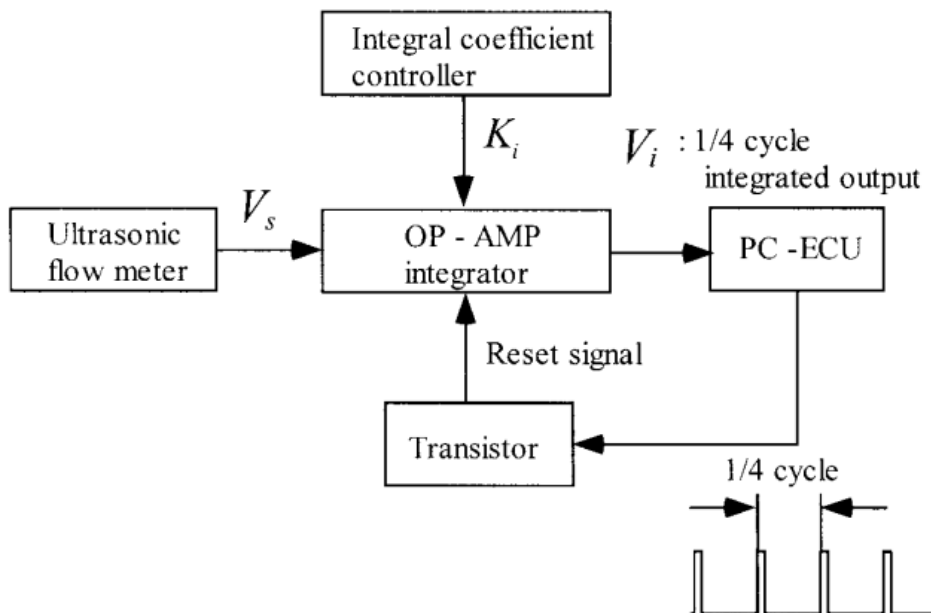 Integral coefficient
controller
K_i
V_i : 1/4 cycle
integrated output
V_s
Ultrasonic
flow meter
OP - AMP
integrator
PC -ECU
Reset signal
Transistor
1/4 cycle